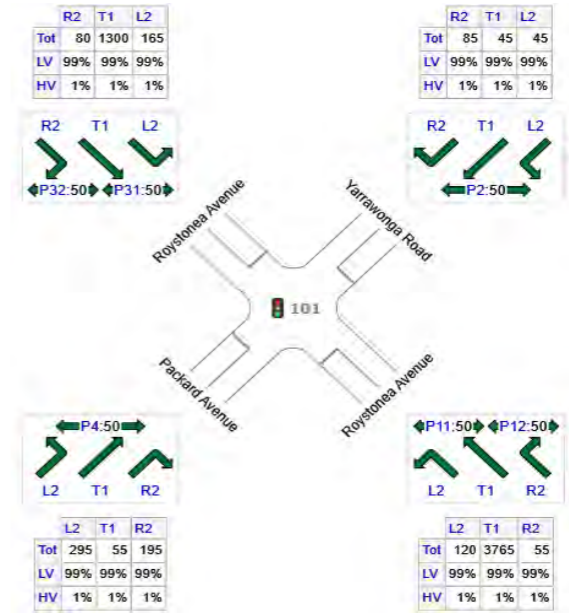 R2 T1 L2
Tot 80 1300 165
LV 99% 99% 99%
HV 1% 1% 1%
R2 T1 L2
Tot 85 45 45
LV 99% 99% 99%
HV 1% 1% 1%
R2 T1 L2
P32:50 P31:50
R2 T1 L2
P2:50
Roystonea Avenue
Yarrawonga Road
101
Packard Avenue
Roystonea Avenue
P4:50
L2 T1 R2
P11:50 P12:50
L2 T1 R2
L2 T1 R2
Tot 295 55 195
LV 99% 99% 99%
HV 1% 1% 1%
L2 T1 R2
Tot 120 3765 55
LV 99% 99% 99%
HV 1% 1% 1%